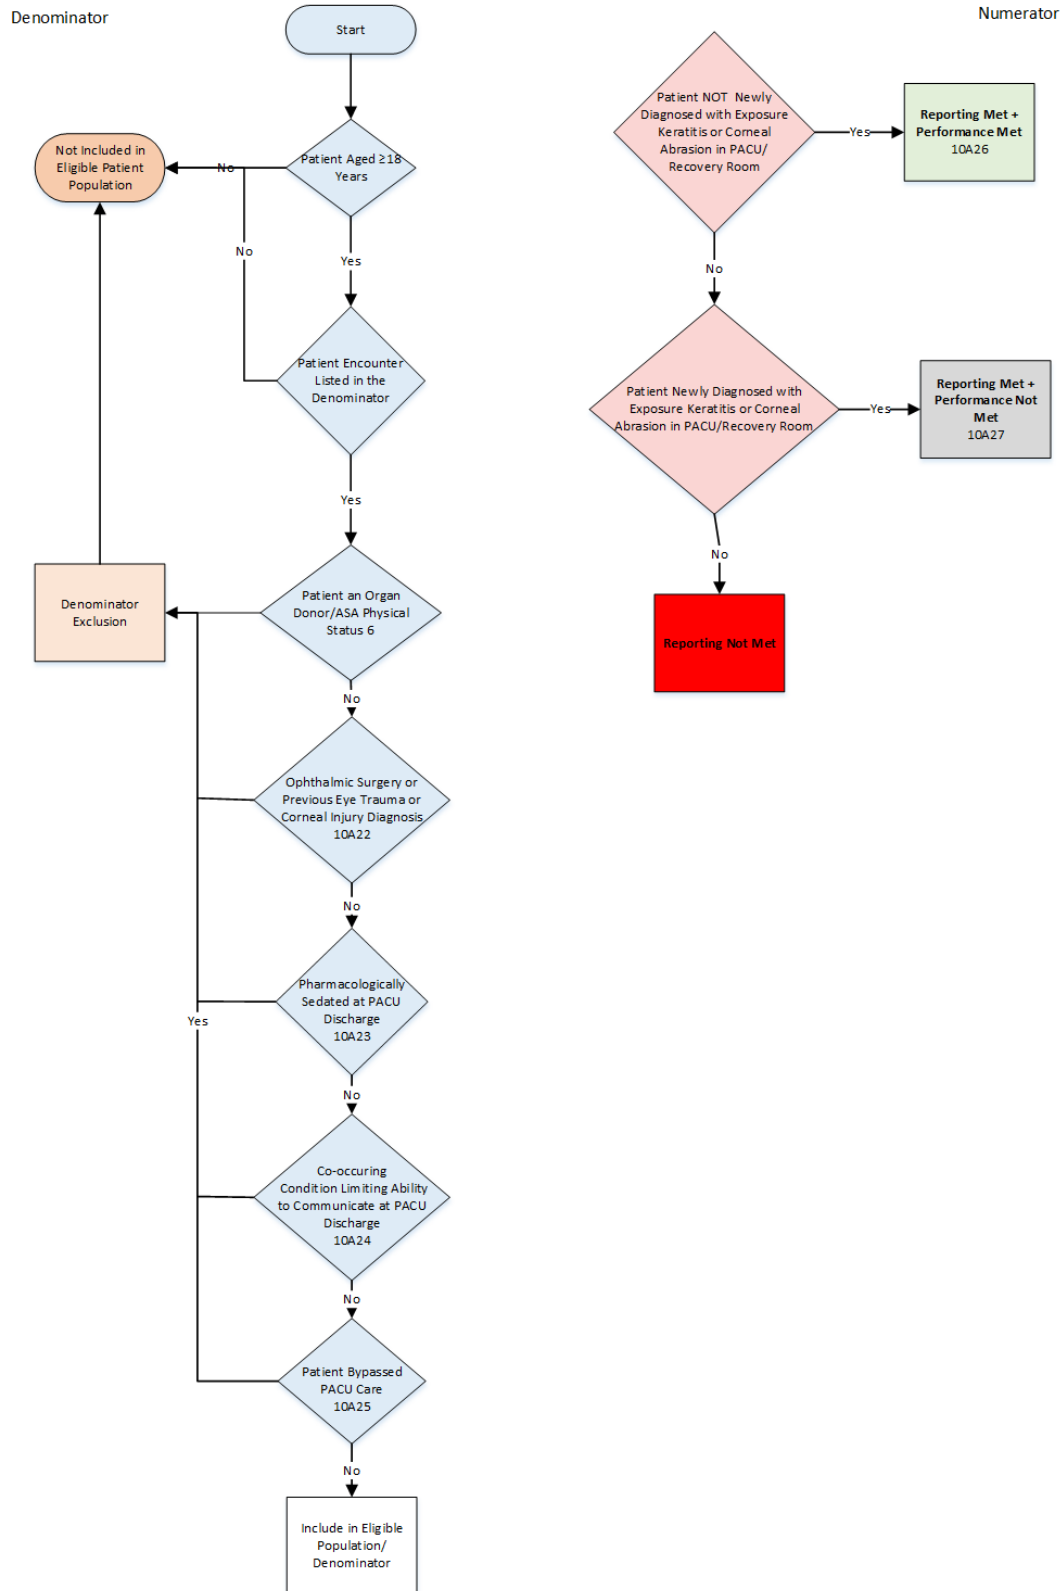 Denominator
Numerator
Start
Patient Aged ≥18
Years
No
Not Included in
Eligible Patient
Population
No
Yes
Patient Encounter
Listed in the
Denominator
Yes
Patient an Organ
Donor/ASA Physical
Status 6
Denominator
Exclusion
No
Ophthalmic Surgery or
Previous Eye Trauma or
Corneal Injury Diagnosis
10A22
No
Pharmacologically
Sedated at PACU
Discharge
10A23
Yes
No
Co-occuring
Condition Limiting Ability
to Communicate at PACU
Discharge
10A24
No
Patient Bypassed
PACU Care
10A25
No
Include in Eligible
Population/
Denominator
Patient NOT  Newly
Diagnosed with Exposure
Keratitis or Corneal
Abrasion in PACU/
Recovery Room
Yes
Reporting Met +
Performance Met
10A26
No
Patient Newly Diagnosed with
Exposure Keratitis or Corneal
Abrasion in PACU/Recovery Room
Yes
Reporting Met +
Performance Not
Met
10A27
No
Reporting Not Met